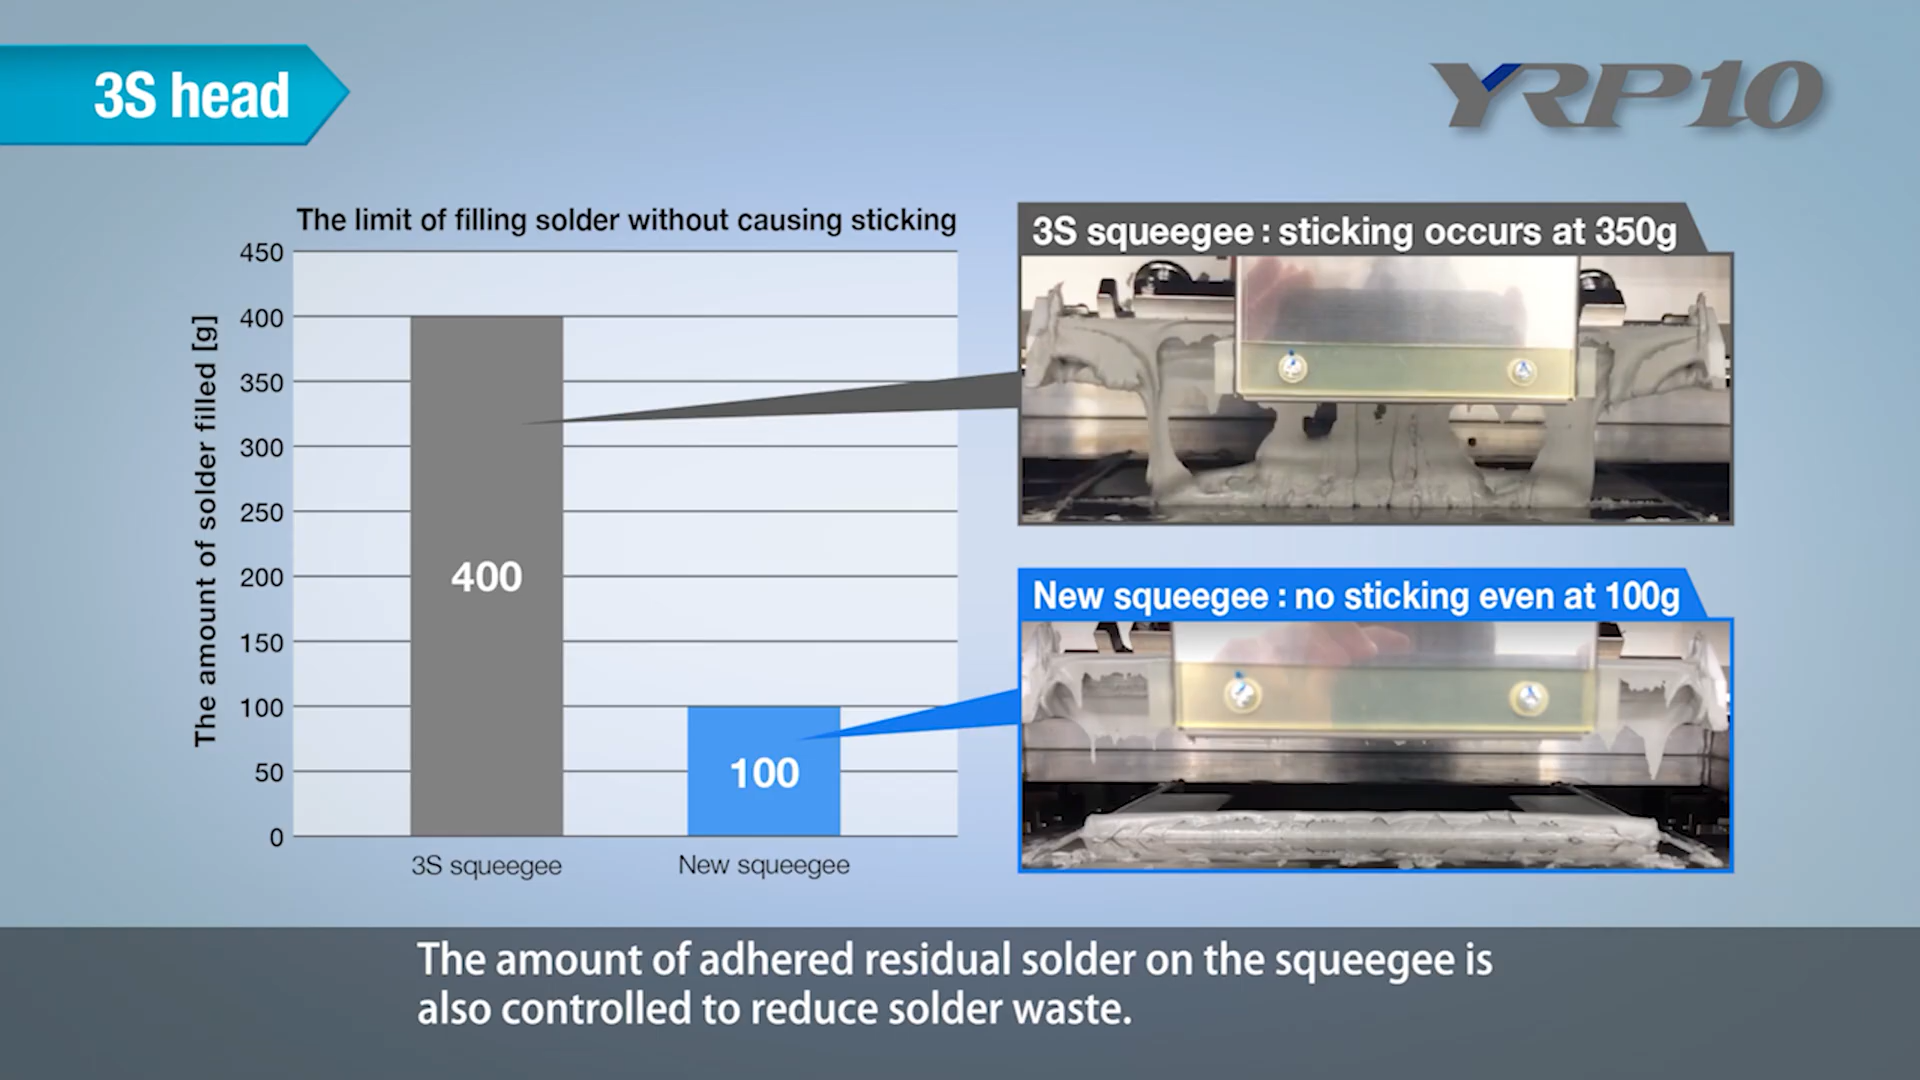 3S head
YRP10
The limit of filling solder without causing sticking
The amount of solder filled [g]
450
400
350
300
250
200
150
100
50
0
400
100
3S squeegee
New squeegee
3S squeegee : sticking occurs at 350g
New squeegee : no sticking even at 100g
The amount of adhered residual solder on the squeegee is
also controlled to reduce solder waste.